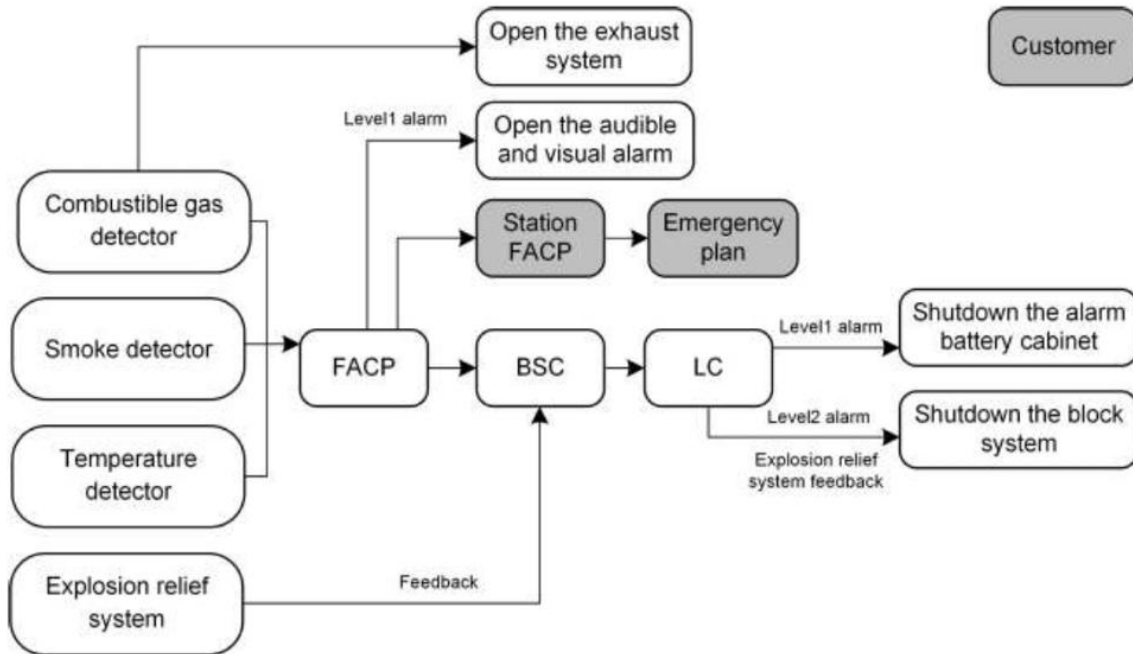 Open the exhaust
system
Customer
Level1 alarm
Open the audible
and visual alarm
Combustible gas
detector
Station
FACP
Emergency
plan
Smoke detector
FACP
BSC
LC
Level1 alarm
Shutdown the alarm
battery cabinet
Level2 alarm
Explosion relief
system feedback
Shutdown the block
system
Temperature
detector
Explosion relief
system
Feedback